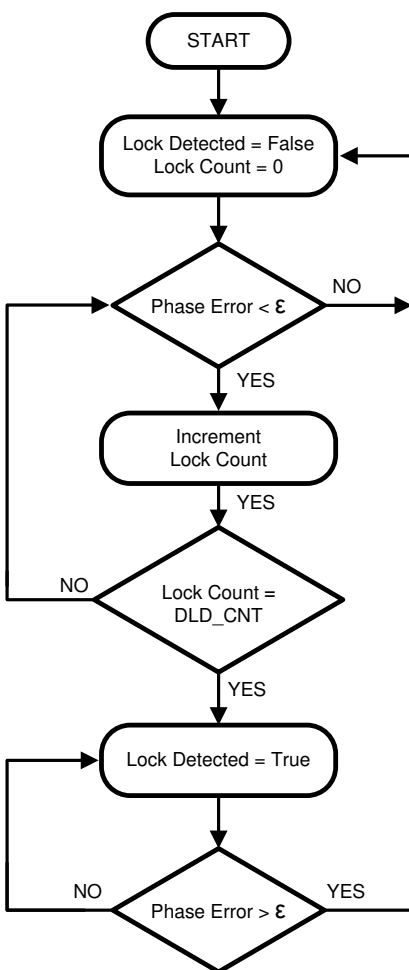 START
Lock Detected = False
Lock Count = 0
Phase Error < ε
NO
YES
Increment
Lock Count
YES
NO
Lock Count =
DLD_CNT
YES
Lock Detected = True
NO
Phase Error > ε
YES